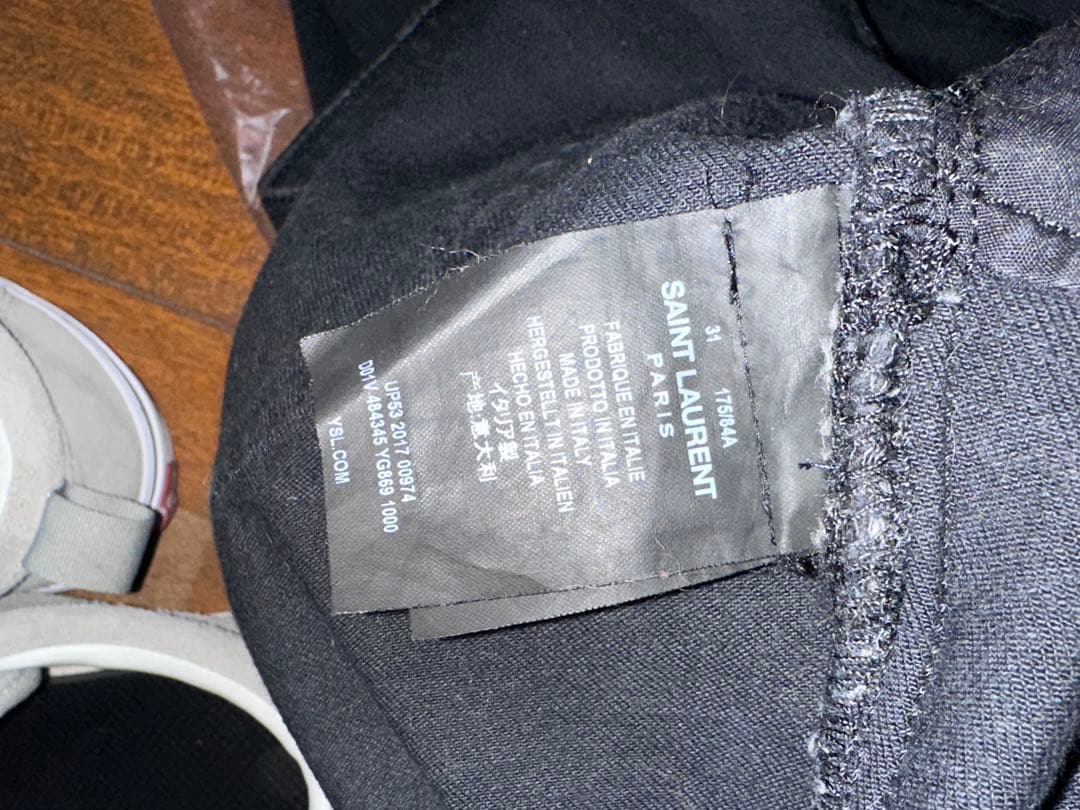 31 175/84A
SAINT LAURENT
PARIS
FABRIQUE EN ITALIE
PRODOTTO IN ITALIA
MADE IN ITALY
HERGESTELLT IN ITALIEN
HECHO EN ITALIA
イタリア製
产地:意大利
UP53 2017 00974
D01V 484345 YG869 1000
YSL.COM